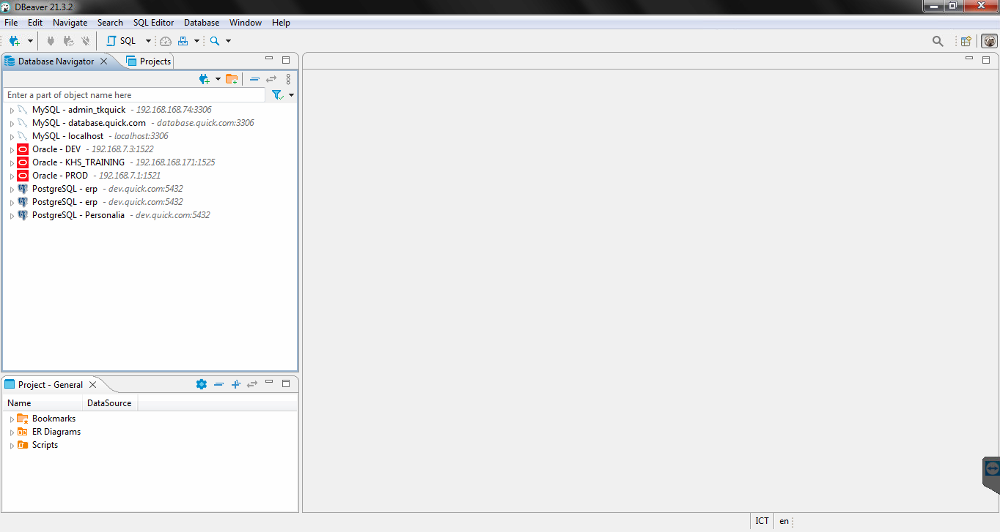 DBeaver 21.3.2
File Edit Navigate Search SQL Editor Database Window Help
SQL
Database Navigator Projects
Enter a part of object name here
MySQL - admin_tkquick - 192.168.168.74:3306
MySQL - database.quick.com - database.quick.com:3306
MySQL - localhost - localhost:3306
Oracle - DEV - 192.168.7.3:1522
Oracle - KHS_TRAINING - 192.168.168.171:1525
Oracle - PROD - 192.168.7.1:1521
PostgreSQL - erp - dev.quick.com:5432
PostgreSQL - erp - dev.quick.com:5432
PostgreSQL - Personalia - dev.quick.com:5432
Project - General
Name DataSource
Bookmarks
ER Diagrams
Scripts
ICT en